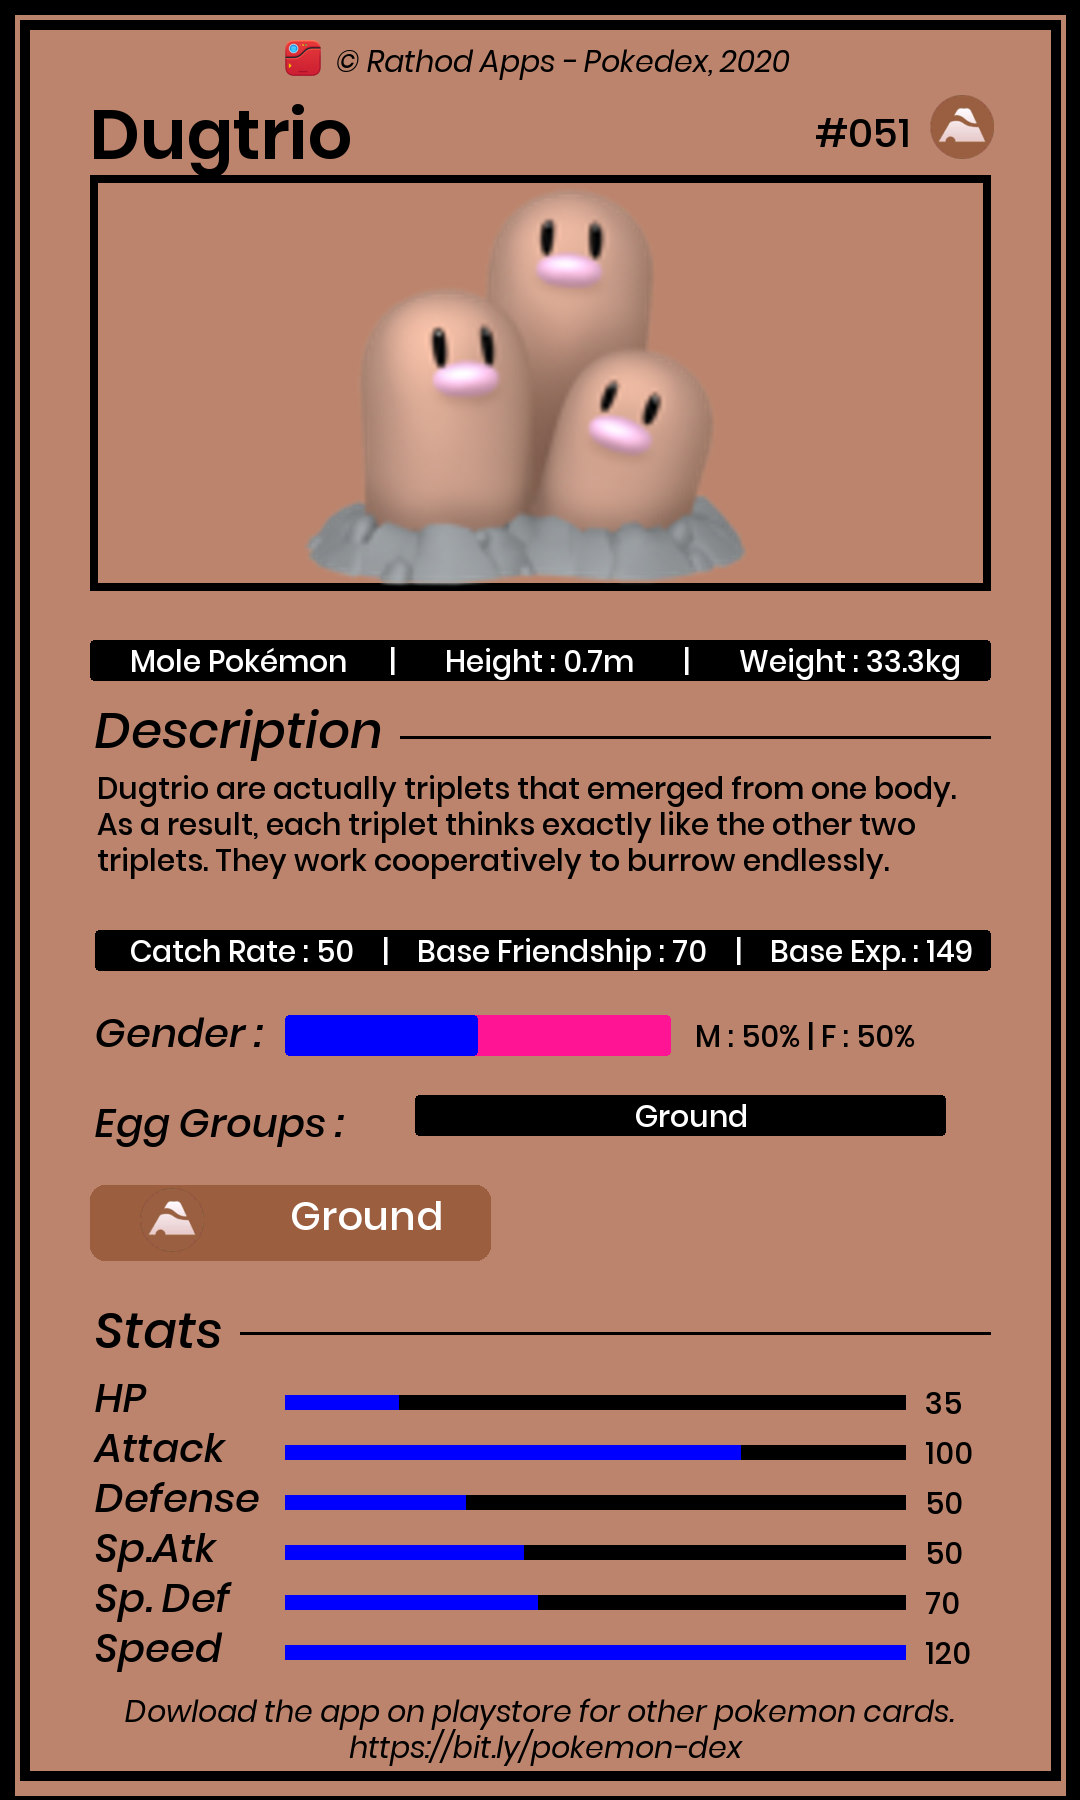 © Rathod Apps - Pokedex, 2020
Dugtrio
#051
Mole Pokémon | Height : 0.7m | Weight : 33.3kg
Description
Dugtrio are actually triplets that emerged from one body.
As a result, each triplet thinks exactly like the other two
triplets. They work cooperatively to burrow endlessly.
Catch Rate : 50 | Base Friendship : 70 | Base Exp. : 149
Gender : M : 50% | F : 50%
Egg Groups : Ground
Ground
Stats
HP 35
Attack 100
Defense 50
Sp.Atk 50
Sp. Def 70
Speed 120
Dowload the app on playstore for other pokemon cards.
https://bit.ly/pokemon-dex